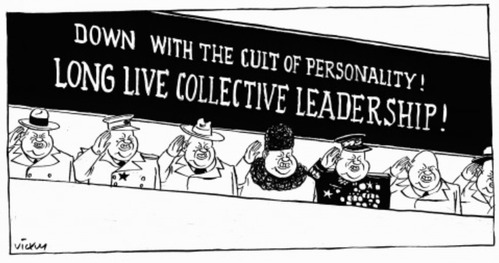 DOWN WITH THE CULT OF PERSONALITY!
LONG LIVE COLLECTIVE LEADERSHIP!
vicky